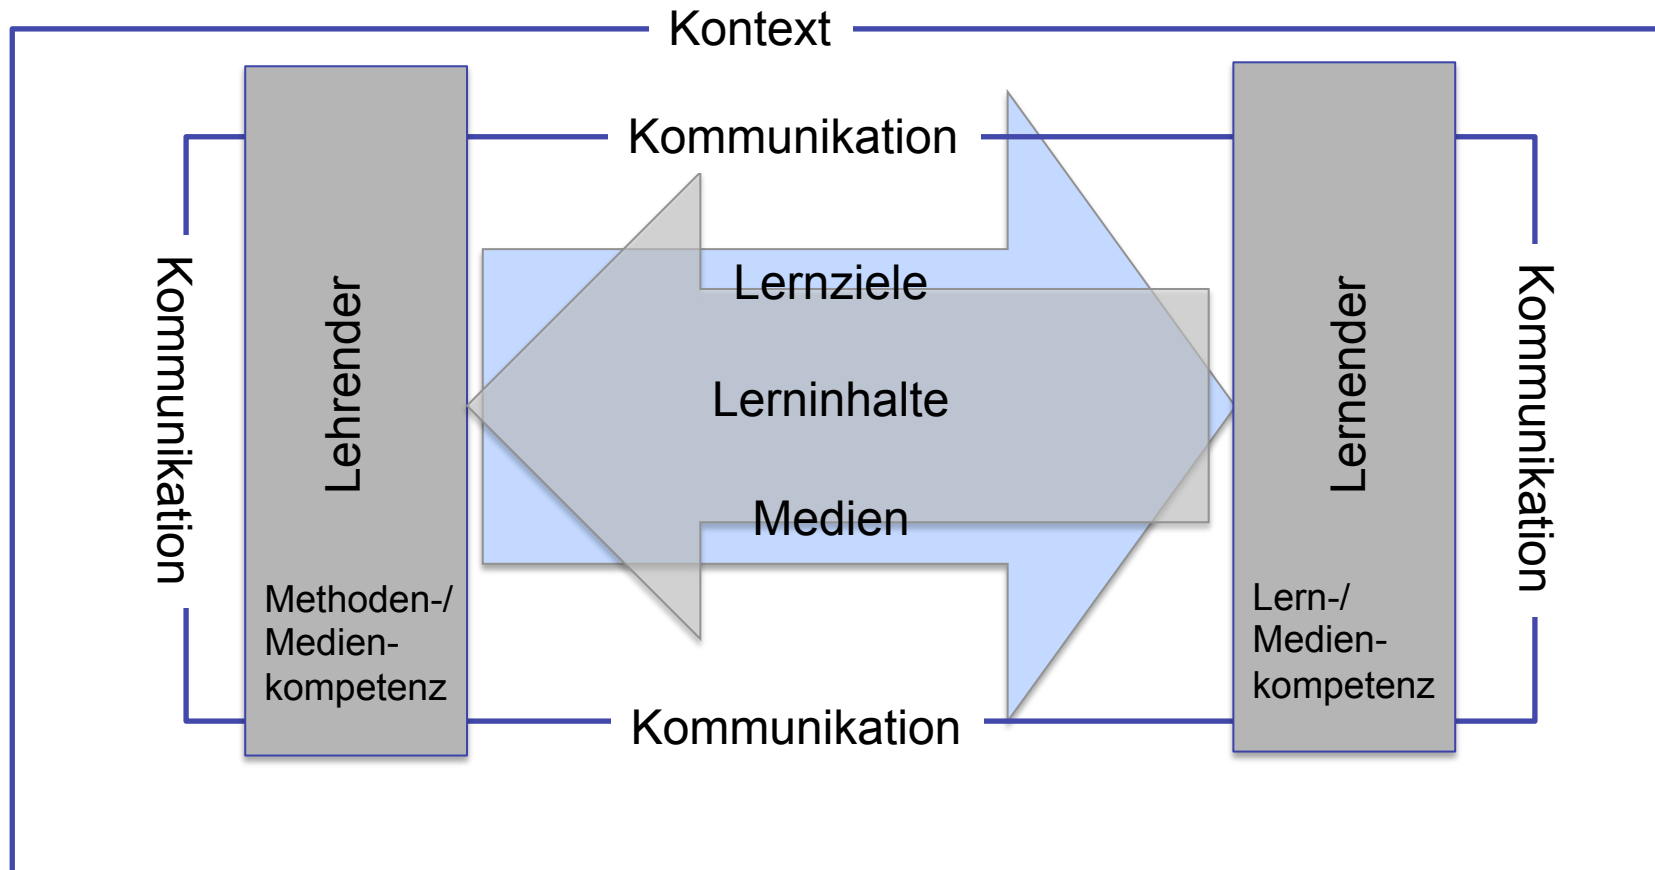 Kontext
Kommunikation
Kommunikation
Lehrender
Methoden-/
Medien-
kompetenz
Lernziele
Lerninhalte
Medien
Lernender
Lern-/
Medien-
kompetenz
Kommunikation
Kommunikation